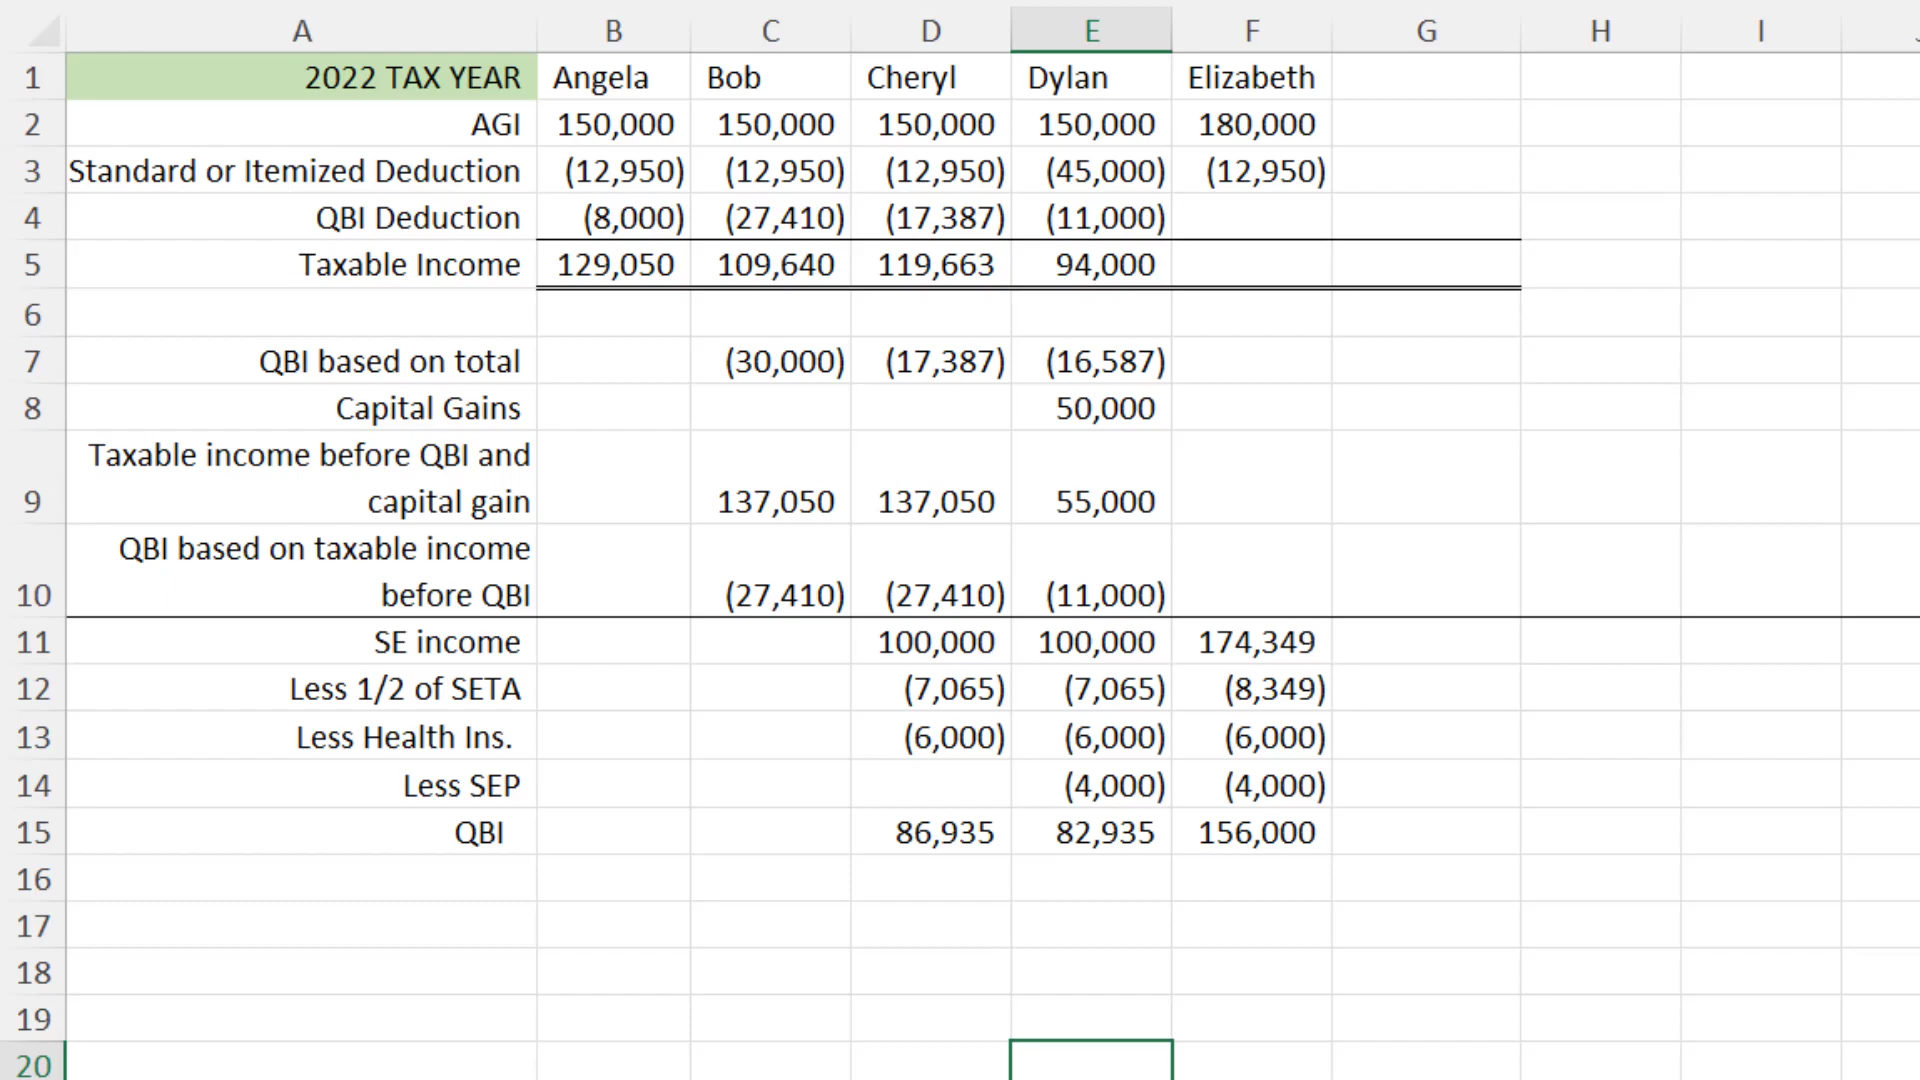 A B C D E F G H I
1 2022 TAX YEAR Angela Bob Cheryl Dylan Elizabeth
2 AGI 150,000 150,000 150,000 150,000 180,000
3 Standard or Itemized Deduction (12,950) (12,950) (12,950) (45,000) (12,950)
4 QBI Deduction (8,000) (27,410) (17,387) (11,000)
5 Taxable Income 129,050 109,640 119,663 94,000
6
7 QBI based on total (30,000) (17,387) (16,587)
8 Capital Gains 50,000
Taxable income before QBI and
9 capital gain 137,050 137,050 55,000
QBI based on taxable income
10 before QBI (27,410) (27,410) (11,000)
11 SE income 100,000 100,000 174,349
12 Less 1/2 of SETA (7,065) (7,065) (8,349)
13 Less Health Ins. (6,000) (6,000) (6,000)
14 Less SEP (4,000) (4,000)
15 QBI 86,935 82,935 156,000
16
17
18
19
20